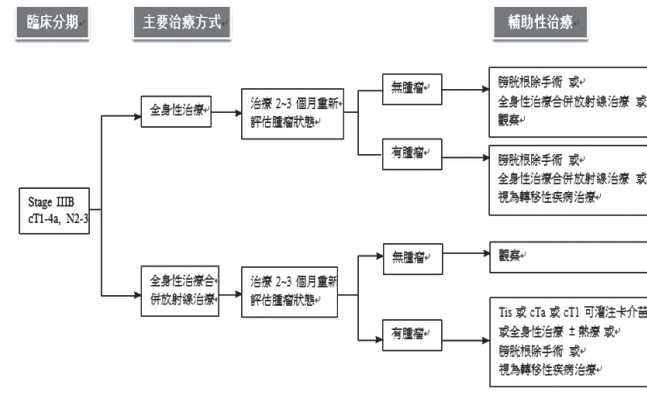 臨床分期
主要治療方式
輔助性治療
Stage IIIB
cT1-4a, N2-3
全身性治療
治療 2~3 個月重新
評估腫瘤狀態
無腫瘤
膀胱根除手術 或
全身性治療合併放射線治療 或
觀察
有腫瘤
膀胱根除手術 或
全身性治療合併放射線治療 或
視為轉移性疾病治療
全身性治療合
併放射線治療
治療 2~3 個月重新
評估腫瘤狀態
無腫瘤
觀察
有腫瘤
Tis 或 cTa 或 cT1 可灌注卡介苗
或全身性治療 ± 熱療 或
膀胱根除手術 或
視為轉移性疾病治療